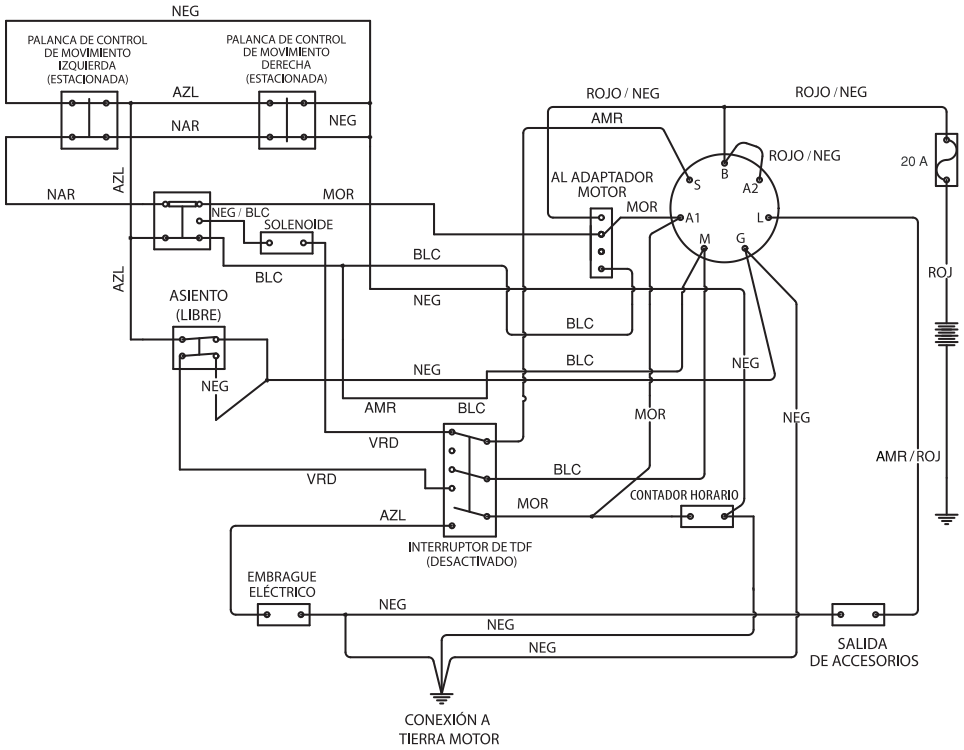 NEG
PALANCA DE CONTROL
DE MOVIMIENTO
IZQUIERDA
(ESTACIONADA)
PALANCA DE CONTROL
DE MOVIMIENTO
DERECHA
(ESTACIONADA)
AZL
NEG
NAR
ROJO / NEG
ROJO / NEG
AMR
ROJO / NEG
20 A
B
S
A2
AL ADAPTADOR
MOTOR
AZL
NAR
MOR
MOR
A1
L
NEG / BLC
SOLENOIDE
M
G
BLC
BLC
AZL
ROJ
NEG
ASIENTO
(LIBRE)
BLC
BLC
NEG
NEG
NEG
AMR
BLC
MOR
NEG
VRD
AMR / ROJ
BLC
VRD
MOR
CONTADOR HORARIO
AZL
INTERRUPTOR DE TDF
(DESACTIVADO)
EMBRAGUE
ELÉCTRICO
NEG
NEG
NEG
SALIDA
DE ACCESORIOS
CONEXIÓN A
TIERRA MOTOR